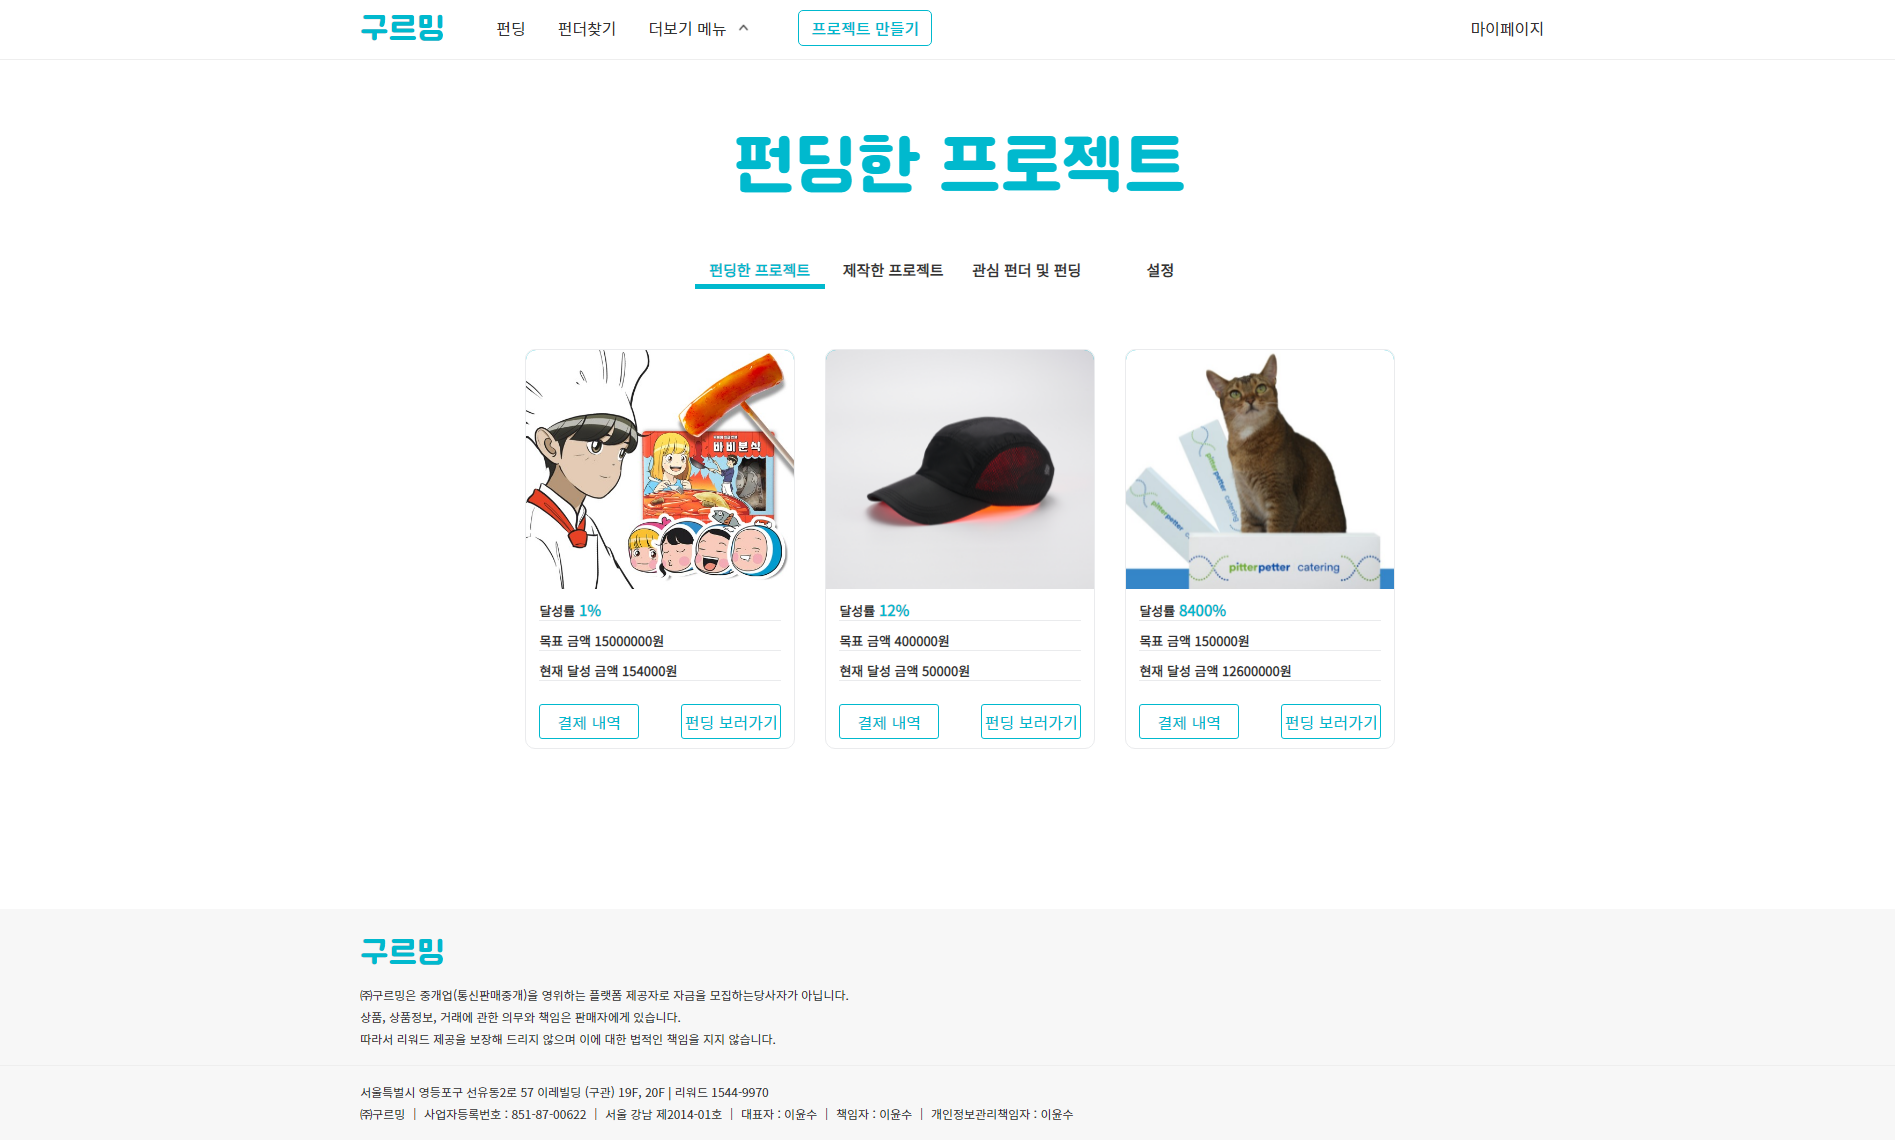 구르밍 펀딩 펀더찾기 더보기 메뉴 프로젝트 만들기 마이페이지
펀딩한 프로젝트
펀딩한 프로젝트 제작한 프로젝트 관심 펀더 및 펀딩 설정
바비분식
pitterpetter catering
pitterpetter
pitterpetter catering
달성률 1%
목표 금액 15000000원
현재 달성 금액 154000원
결제 내역 펀딩 보러가기
달성률 12%
목표 금액 400000원
현재 달성 금액 50000원
결제 내역 펀딩 보러가기
달성률 8400%
목표 금액 150000원
현재 달성 금액 12600000원
결제 내역 펀딩 보러가기
구르밍
㈜구르밍은 중개업(통신판매중개)을 영위하는 플랫폼 제공자로 자금을 모집하는당사자가 아닙니다.
상품, 상품정보, 거래에 관한 의무와 책임은 판매자에게 있습니다.
따라서 리워드 제공을 보장해 드리지 않으며 이에 대한 법적인 책임을 지지 않습니다.
서울특별시 영등포구 선유동2로 57 이레빌딩 (구관) 19F, 20F | 리워드 1544-9970
㈜구르밍 | 사업자등록번호 : 851-87-00622 | 서울 강남 제2014-01호 | 대표자 : 이윤수 | 책임자 : 이윤수 | 개인정보관리책임자 : 이윤수